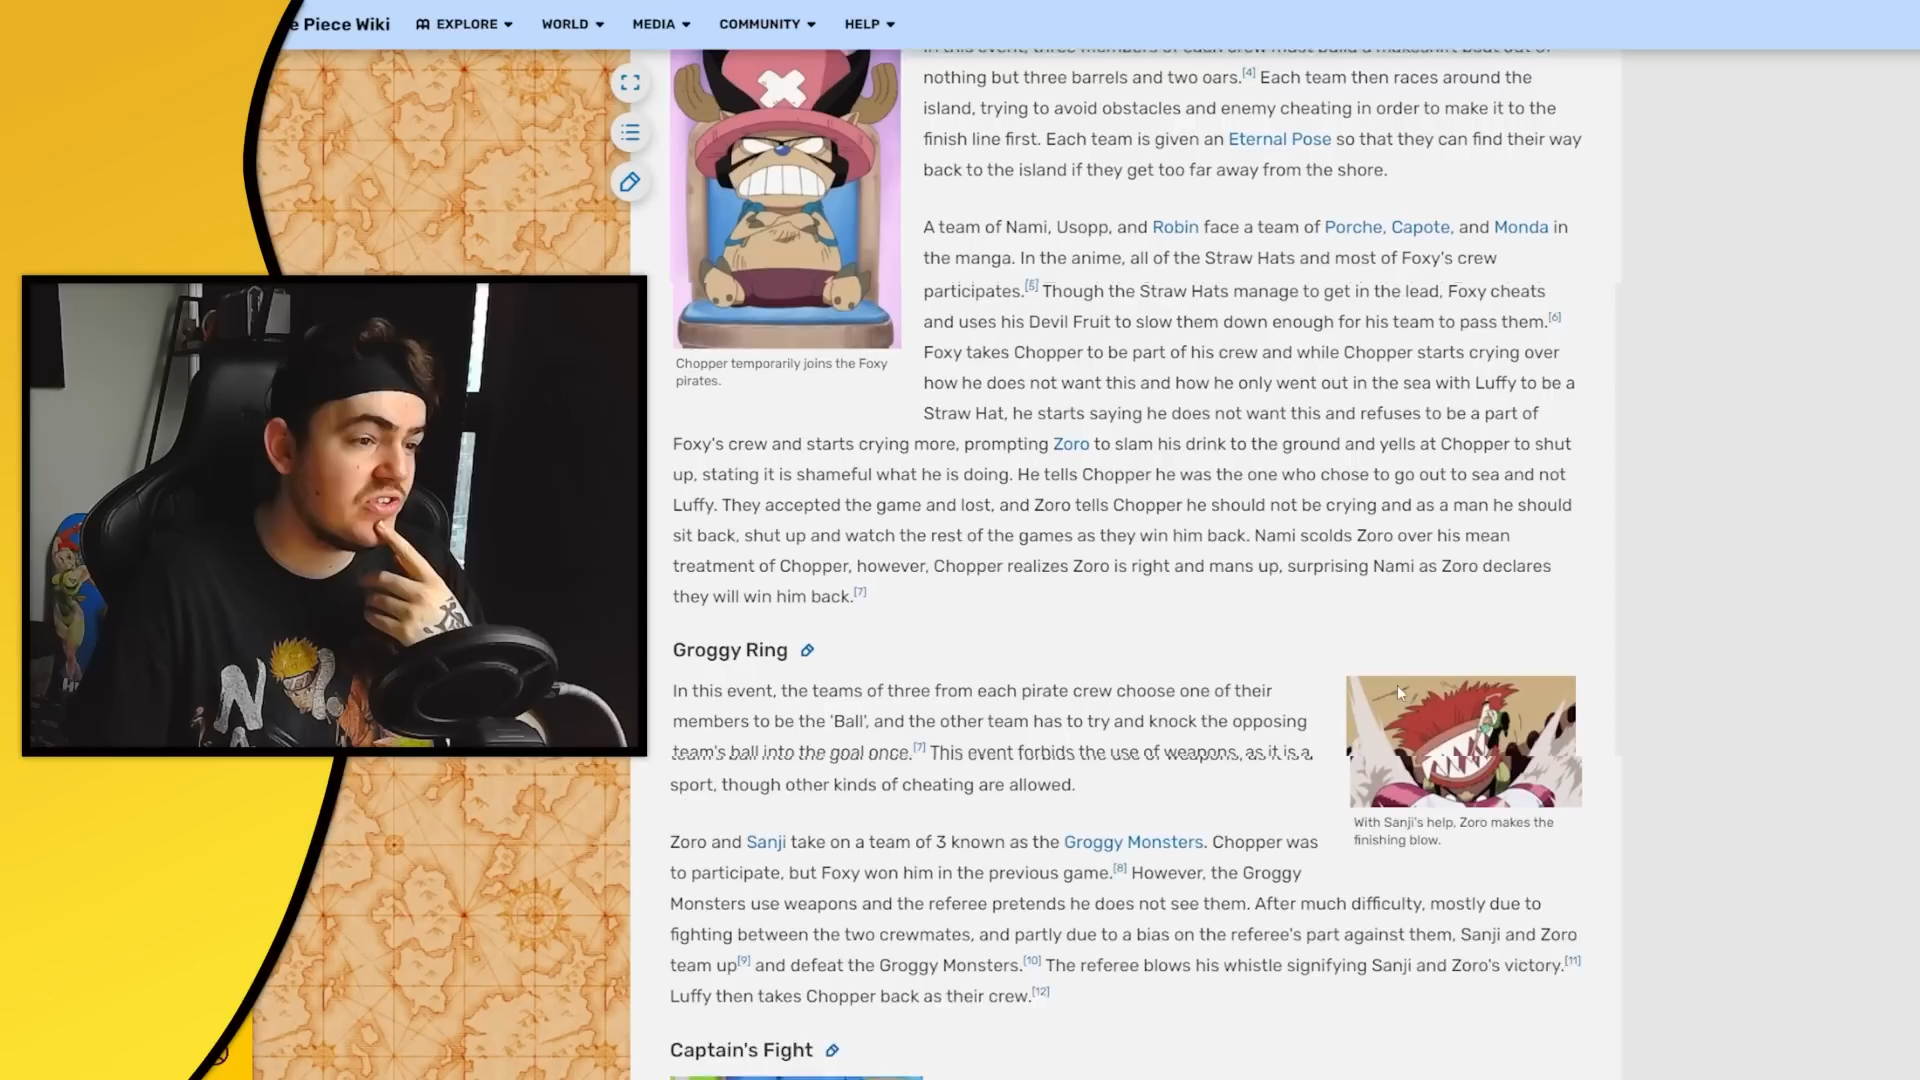 e Piece Wiki EXPLORE WORLD MEDIA COMMUNITY HELP
in this event, three members of each crew must build a makeshift boat out of
nothing but three barrels and two oars.[4] Each team then races around the
island, trying to avoid obstacles and enemy cheating in order to make it to the
finish line first. Each team is given an Eternal Pose so that they can find their way
back to the island if they get too far away from the shore.
A team of Nami, Usopp, and Robin face a team of Porche, Capote, and Monda in
the manga. In the anime, all of the Straw Hats and most of Foxy's crew
participates.[5] Though the Straw Hats manage to get in the lead, Foxy cheats
and uses his Devil Fruit to slow them down enough for his team to pass them.[6]
Foxy takes Chopper to be part of his crew and while Chopper starts crying over
how he does not want this and how he only went out in the sea with Luffy to be a
Straw Hat, he starts saying he does not want this and refuses to be a part of
Chopper temporarily joins the Foxy
pirates.
Foxy's crew and starts crying more, prompting Zoro to slam his drink to the ground and yells at Chopper to shut
up, stating it is shameful what he is doing. He tells Chopper he was the one who chose to go out to sea and not
Luffy. They accepted the game and lost, and Zoro tells Chopper he should not be crying and as a man he should
sit back, shut up and watch the rest of the games as they win him back. Nami scolds Zoro over his mean
treatment of Chopper, however, Chopper realizes Zoro is right and mans up, surprising Nami as Zoro declares
they will win him back.[7]
Groggy Ring
In this event, the teams of three from each pirate crew choose one of their
members to be the 'Ball', and the other team has to try and knock the opposing
team's ball into the goal once.[7] This event forbids the use of weapons, as it is a
sport, though other kinds of cheating are allowed.
With Sanji's help, Zoro makes the
finishing blow.
Zoro and Sanji take on a team of 3 known as the Groggy Monsters. Chopper was
to participate, but Foxy won him in the previous game.[8] However, the Groggy
Monsters use weapons and the referee pretends he does not see them. After much difficulty, mostly due to
fighting between the two crewmates, and partly due to a bias on the referee's part against them, Sanji and Zoro
team up[9] and defeat the Groggy Monsters.[10] The referee blows his whistle signifying Sanji and Zoro's victory.[11]
Luffy then takes Chopper back as their crew.[12]
Captain's Fight